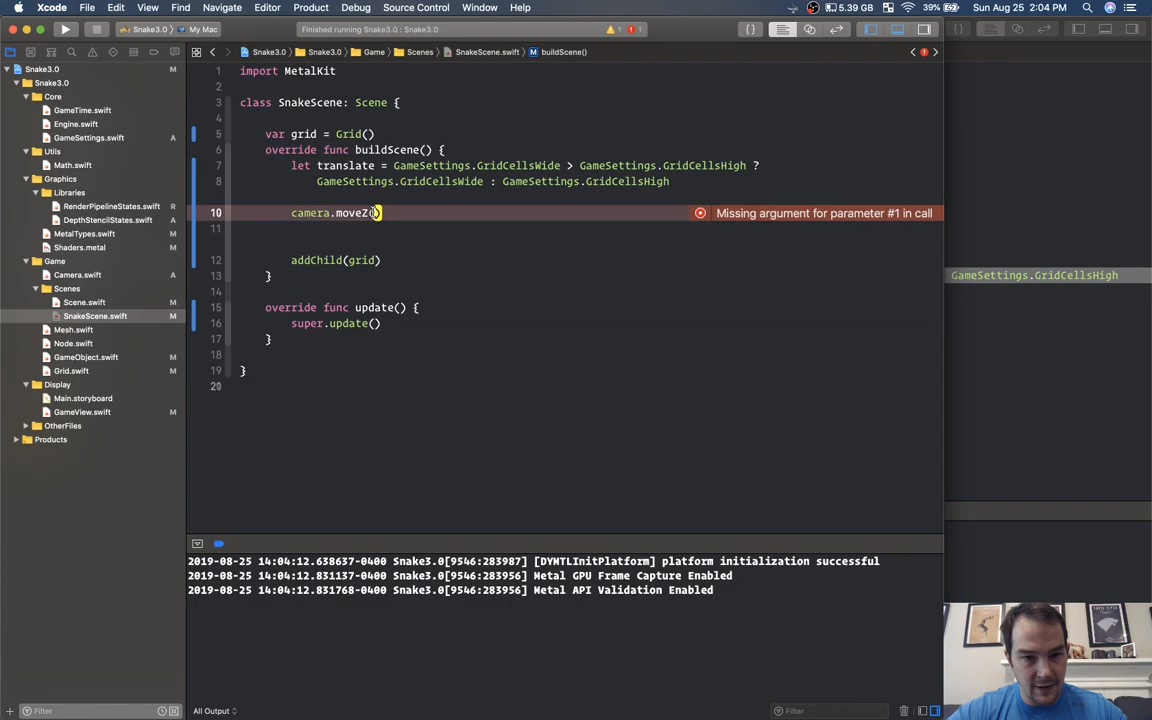 Xcode File Edit View Find Navigate Editor Product Debug Source Control Window Help 5.39 GB 39% Sun Aug 25 2:04 PM
Snake3.0 My Mac Finished running Snake3.0 : Snake3.0 1 1
Snake3.0 Snake3.0 Game Scenes SnakeScene.swift M buildScene()
Snake3.0 M
Snake3.0
Core
GameTime.swift
Engine.swift
GameSettings.swift A
Utils
Math.swift
Graphics
Libraries
RenderPipelineStates.swift R
DepthStencilStates.swift M
MetalTypes.swift M
Shaders.metal M
Game
Camera.swift A
Scenes
Scene.swift M
SnakeScene.swift M
Mesh.swift M
Node.swift
GameObject.swift M
Grid.swift M
Display
Main.storyboard
GameView.swift M
OtherFiles
Products
1 import MetalKit
2
3 class SnakeScene: Scene {
4
5 var grid = Grid()
6 override func buildScene() {
7 let translate = GameSettings.GridCellsWide > GameSettings.GridCellsHigh ?
8 GameSettings.GridCellsWide : GameSettings.GridCellsHigh
10 camera.moveZ() Missing argument for parameter #1 in call
11
12 addChild(grid)
13 }
14
15 override func update() {
16 super.update()
17 }
18
19 }
20
GameSettings.GridCellsHigh
2019-08-25 14:04:12.638637-0400 Snake3.0[9546:283987] [DYMTLInitPlatform] platform initialization successful
2019-08-25 14:04:12.831137-0400 Snake3.0[9546:283956] Metal GPU Frame Capture Enabled
2019-08-25 14:04:12.831768-0400 Snake3.0[9546:283956] Metal API Validation Enabled
Filter All Output Filter